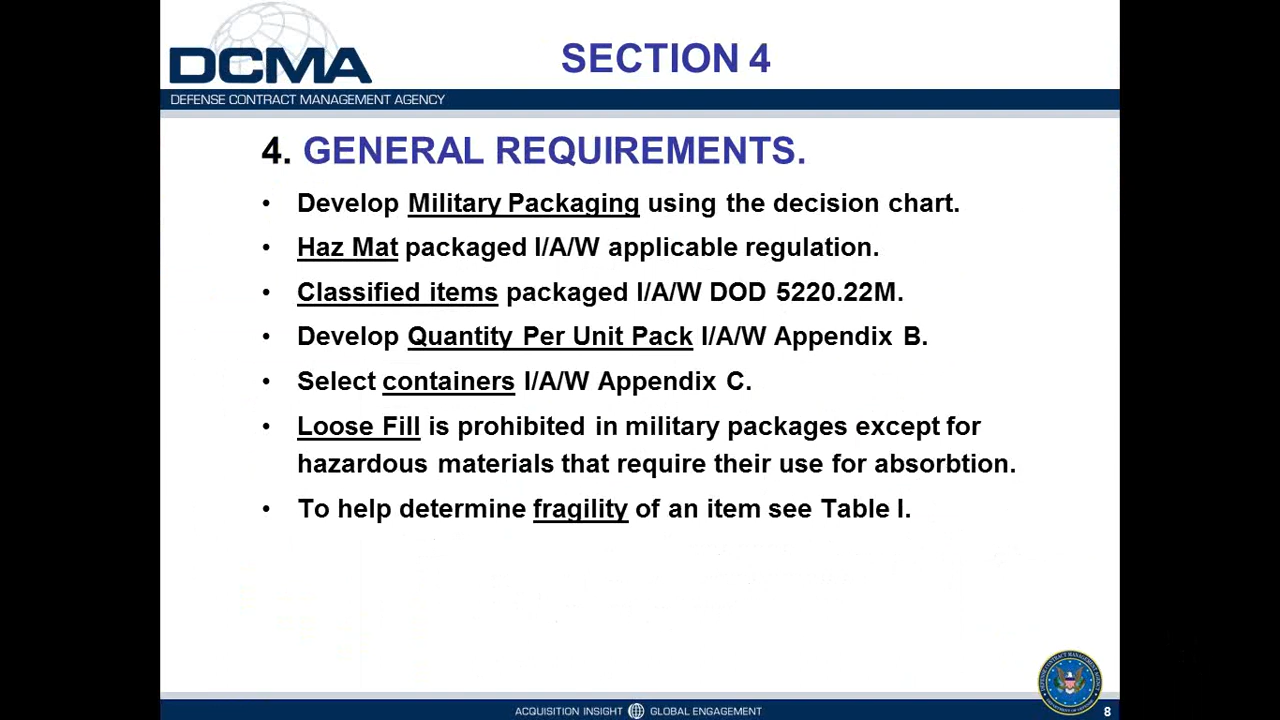 DCMA
SECTION 4
DEFENSE CONTRACT MANAGEMENT AGENCY
4. GENERAL REQUIREMENTS.
• Develop Military Packaging using the decision chart.
• Haz Mat packaged I/A/W applicable regulation.
• Classified items packaged I/A/W DOD 5220.22M.
• Develop Quantity Per Unit Pack I/A/W Appendix B.
• Select containers I/A/W Appendix C.
• Loose Fill is prohibited in military packages except for
hazardous materials that require their use for absorbtion.
• To help determine fragility of an item see Table I.
ACQUISITION INSIGHT GLOBAL ENGAGEMENT
8